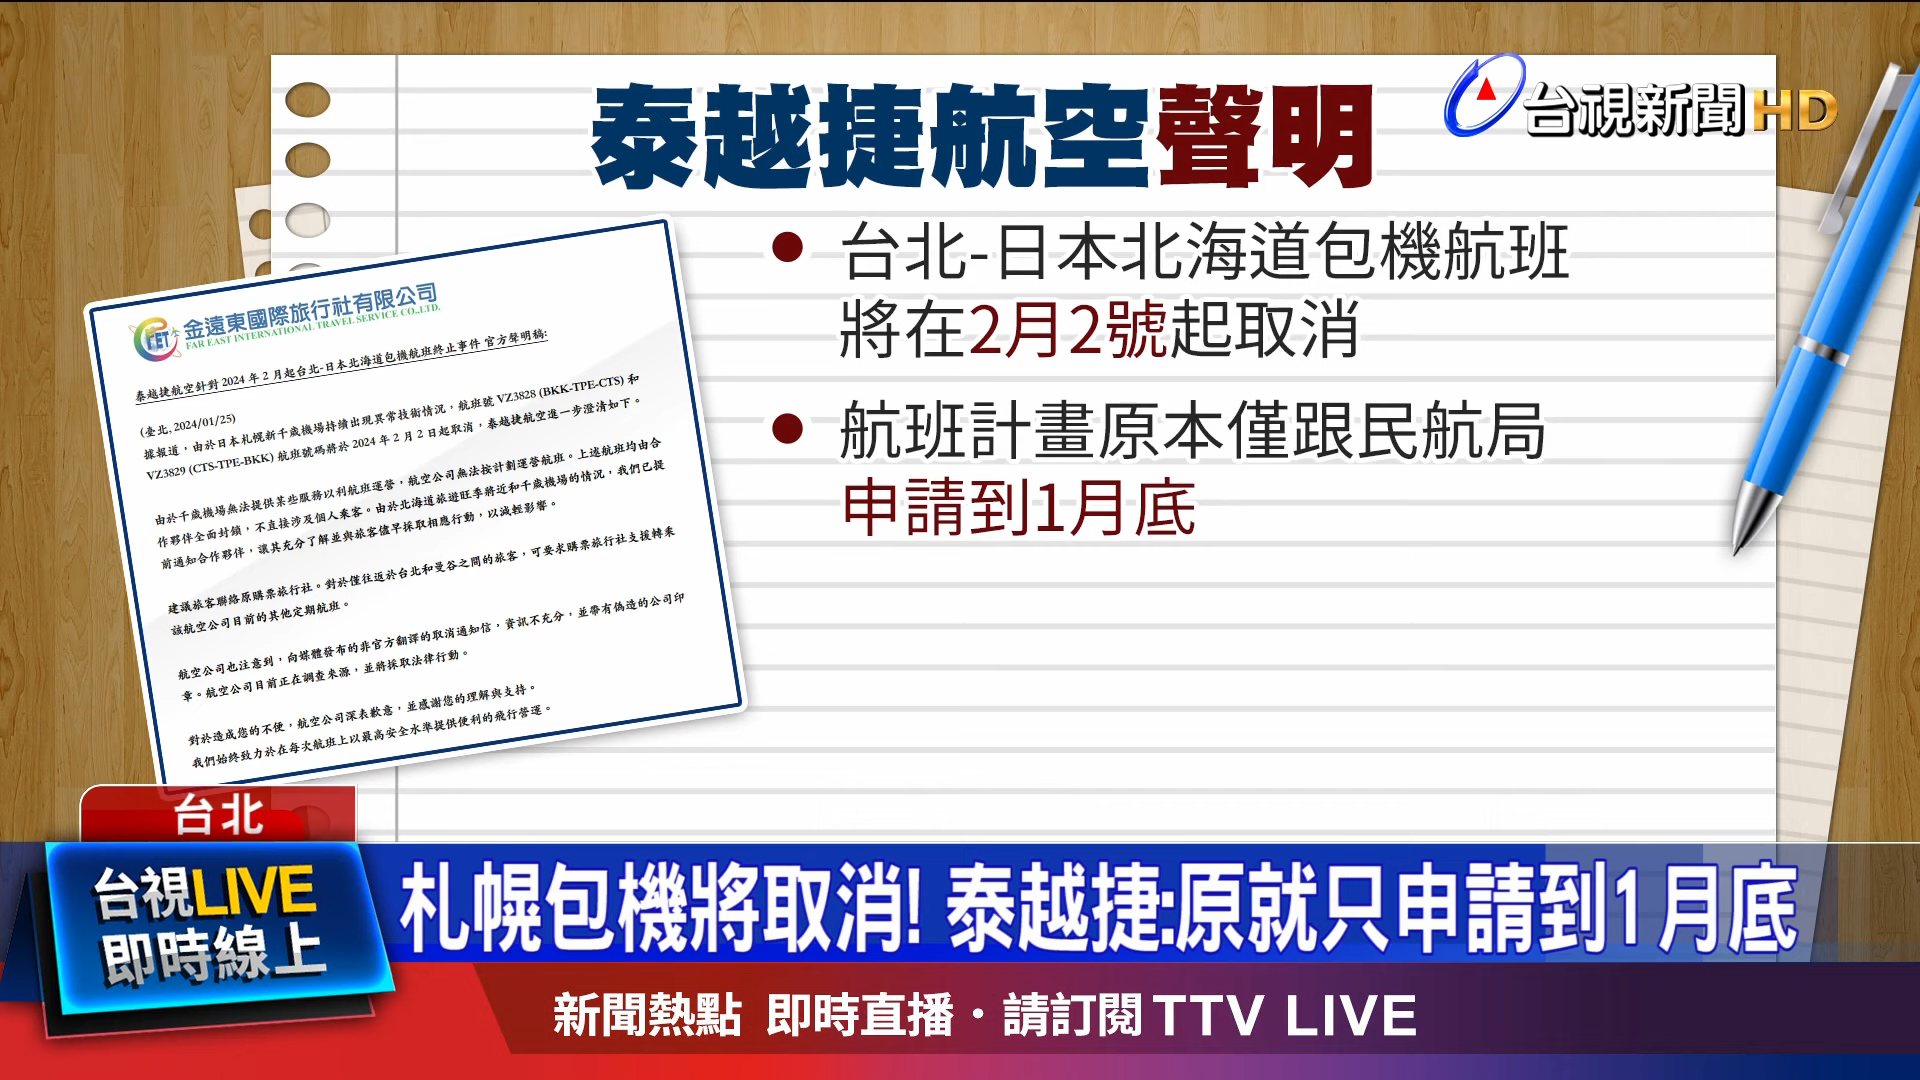 泰越捷航空聲明
台視新聞HD
台北-日本北海道包機航班
將在2月2號起取消
航班計畫原本僅跟民航局
申請到1月底
FET
金遠東國際旅行社有限公司
FAR EAST INTERNATIONAL TRAVEL SERVICE CO.,LTD.
泰越捷航空針對 2024 年 2 月起台北-日本北海道包機航班終止事件 官方聲明稿:
(臺北, 2024/01/25)
據報道，由於日本札幌新千歲機場持續出現異常技術情況，航班號 VZ3828 (BKK-TPE-CTS) 和
VZ3829 (CTS-TPE-BKK) 航班號碼將於 2024 年 2 月 2 日起取消，泰越捷航空進一步澄清如下。
由於千歲機場無法提供某些服務以利航班運營，航空公司無法按計劃運營航班。上述航班均由合
作夥伴全面封鎖，不直接涉及個人乘客。由於北海道旅遊旺季將近和千歲機場的情況，我們已提
前通知合作夥伴，讓其充分了解並與旅客儘早採取相應行動，以減輕影響。
建議旅客聯絡原購票旅行社。對於僅往返於台北和曼谷之間的旅客，可要求購票旅行社支援轉乘
該航空公司目前的其他定期航班。
航空公司也注意到，向媒體發布的非官方翻譯的取消通知信，資訊不充分，並帶有偽造的公司印
章。航空公司目前正在調查來源，並將採取法律行動。
對於造成您的不便，航空公司深表歉意，並感謝您的理解與支持。
我們始終致力於在每次航班上以最高安全水準提供便利的飛行營運。
台北
台視LIVE
即時線上
札幌包機將取消! 泰越捷:原就只申請到1月底
新聞熱點 即時直播・請訂閱TTV LIVE